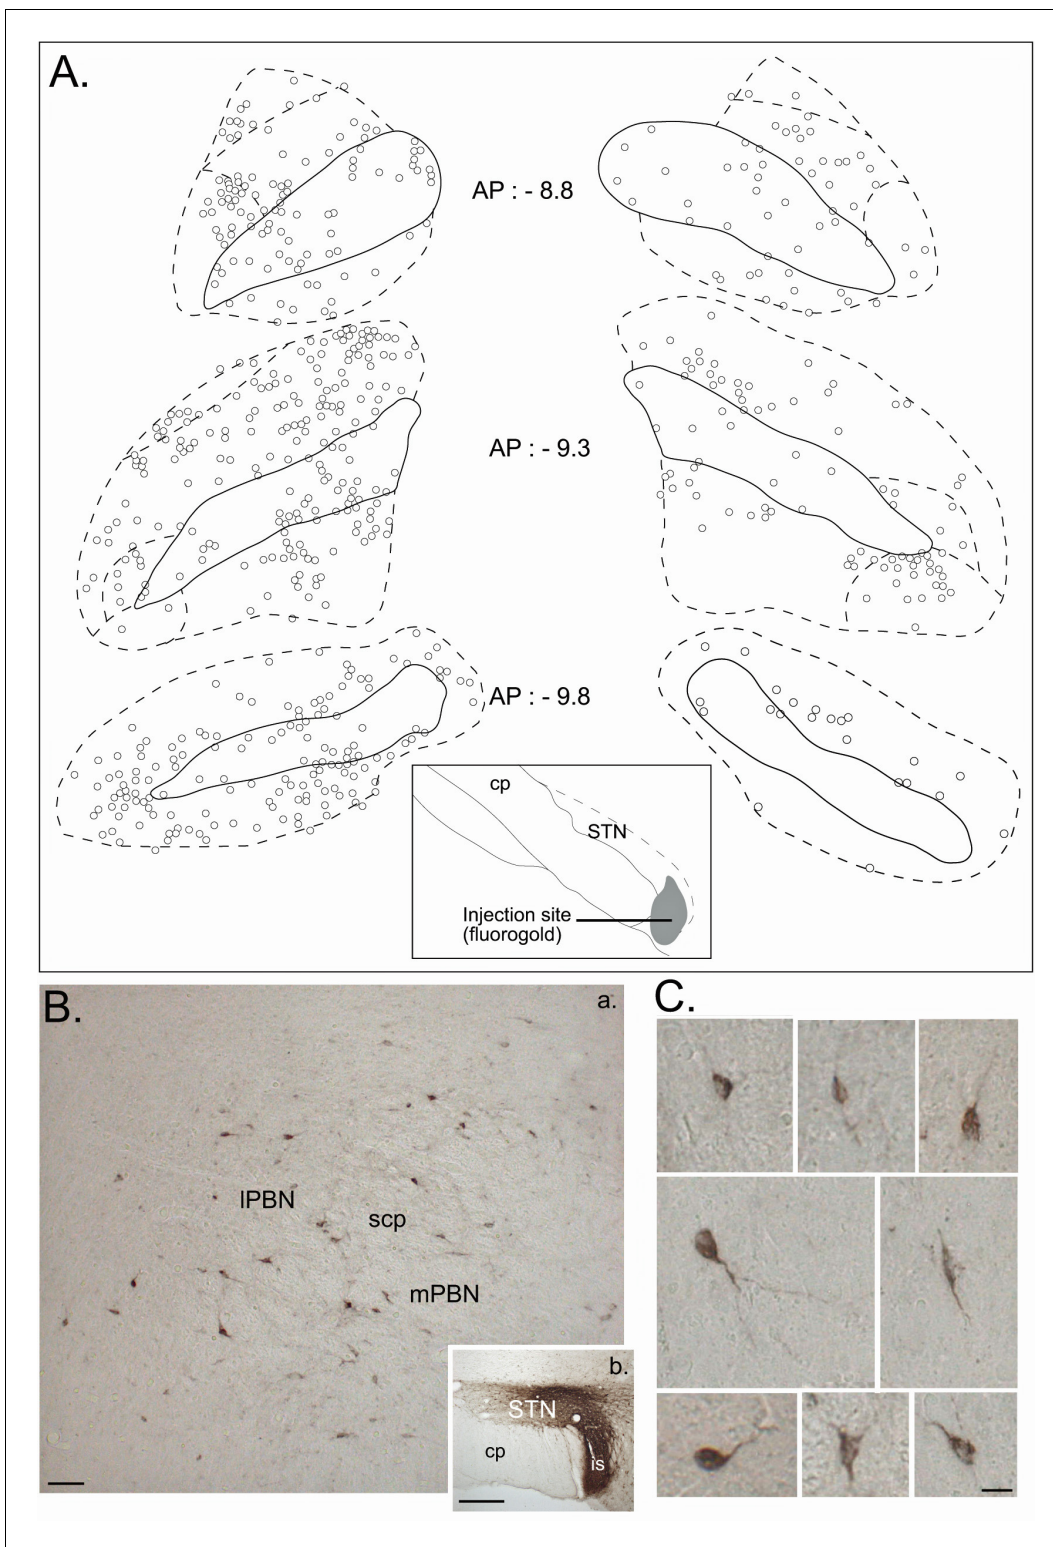 A.
AP : - 8.8
AP : - 9.3
AP : - 9.8
cp
STN
Injection site
(fluorogold)
B.
a.
lPBN
scp
mPBN
b.
STN
cp
is
C.